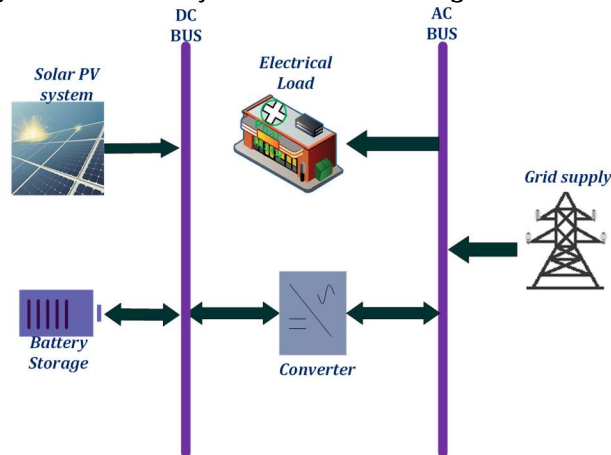 DC
BUS
AC
BUS
Solar PV
system
Electrical
Load
Grid supply
Battery
Storage
Converter